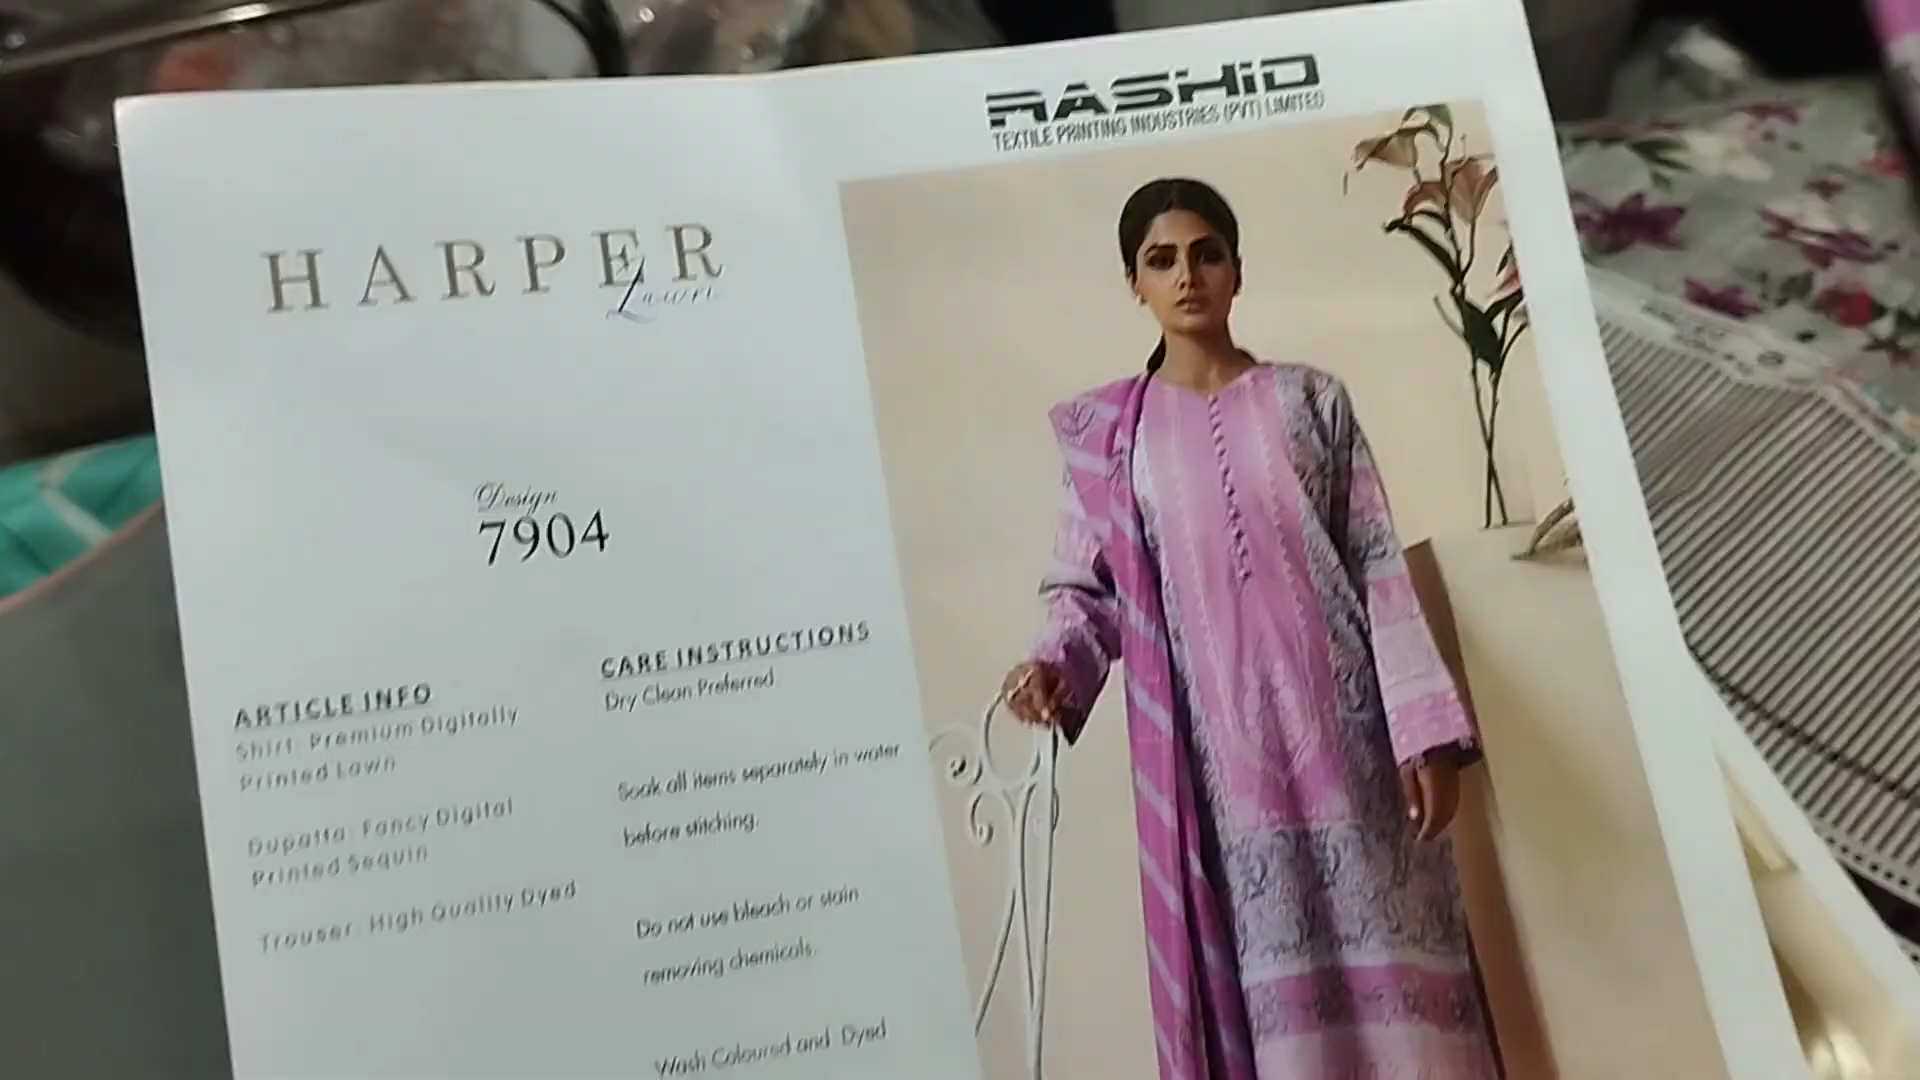 RASHID
TEXTILE PRINTING INDUSTRIES (PVT) LIMITED
HARPER
Lawn
Design
7904
ARTICLE INFO
Shirt: Premium Digitally
Printed Lawn
Dupatta: Fancy Digital
Printed Sequin
Trouser: High Quality Dyed
CARE INSTRUCTIONS
Dry Clean Preferred
Soak all items separately in water
before stitching.
Do not use bleach or stain
removing chemicals.
Wash Coloured and Dyed